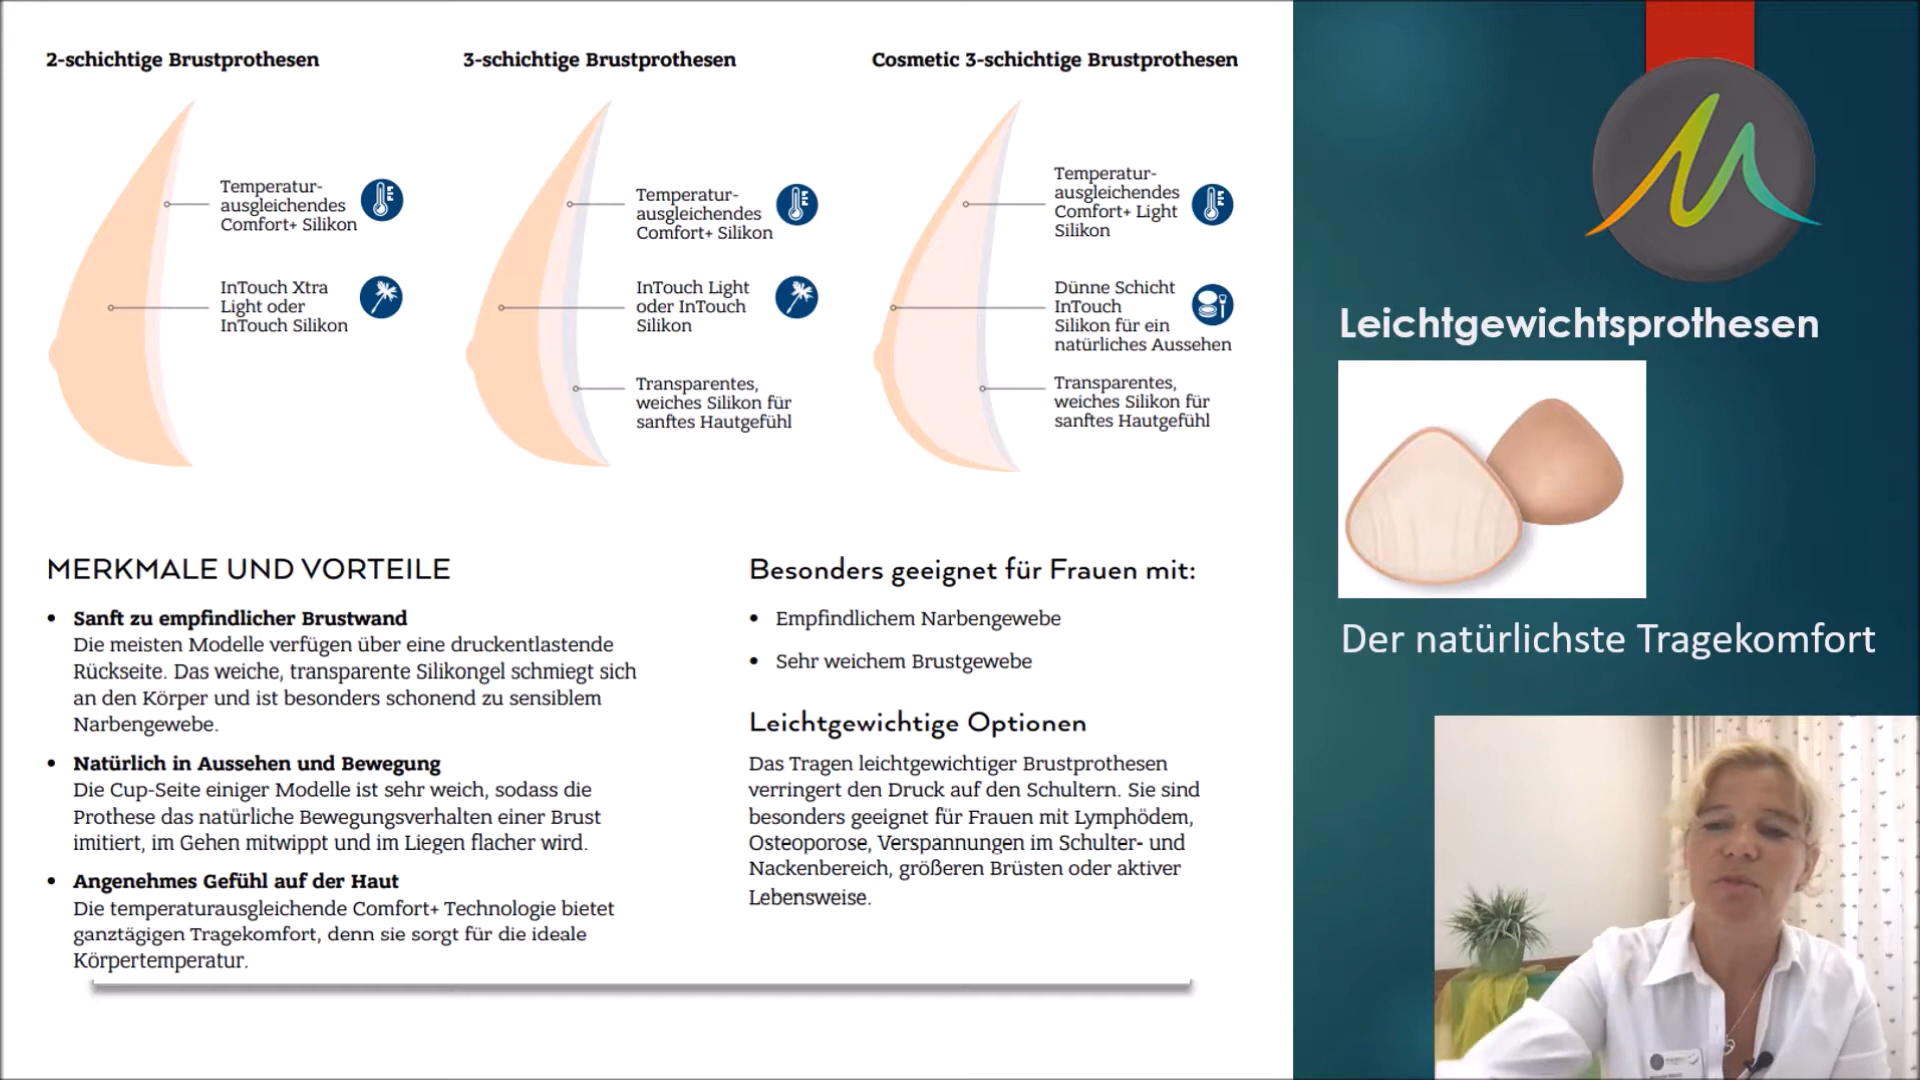 2-schichtige Brustprothesen
Temperatur-
ausgleichendes
Comfort+ Silikon
InTouch Xtra
Light oder
InTouch Silikon
3-schichtige Brustprothesen
Temperatur-
ausgleichendes
Comfort+ Silikon
InTouch Light
oder InTouch
Silikon
Transparentes,
weiches Silikon für
sanftes Hautgefühl
Cosmetic 3-schichtige Brustprothesen
Temperatur-
ausgleichendes
Comfort+ Light
Silikon
Dünne Schicht
InTouch
Silikon für ein
natürliches Aussehen
Transparentes,
weiches Silikon für
sanftes Hautgefühl
MERKMALE UND VORTEILE
• Sanft zu empfindlicher Brustwand
Die meisten Modelle verfügen über eine druckentlastende
Rückseite. Das weiche, transparente Silikongel schmiegt sich
an den Körper und ist besonders schonend zu sensiblem
Narbengewebe.
• Natürlich in Aussehen und Bewegung
Die Cup-Seite einiger Modelle ist sehr weich, sodass die
Prothese das natürliche Bewegungsverhalten einer Brust
imitiert, im Gehen mitwippt und im Liegen flacher wird.
• Angenehmes Gefühl auf der Haut
Die temperaturausgleichende Comfort+ Technologie bietet
ganztägigen Tragekomfort, denn sie sorgt für die ideale
Körpertemperatur.
Besonders geeignet für Frauen mit:
• Empfindlichem Narbengewebe
• Sehr weichem Brustgewebe
Leichtgewichtige Optionen
Das Tragen leichtgewichtiger Brustprothesen
verringert den Druck auf den Schultern. Sie sind
besonders geeignet für Frauen mit Lymphödem,
Osteoporose, Verspannungen im Schulter- und
Nackenbereich, größeren Brüsten oder aktiver
Lebensweise.
Leichtgewichtsprothesen
Der natürlichste Tragekomfort